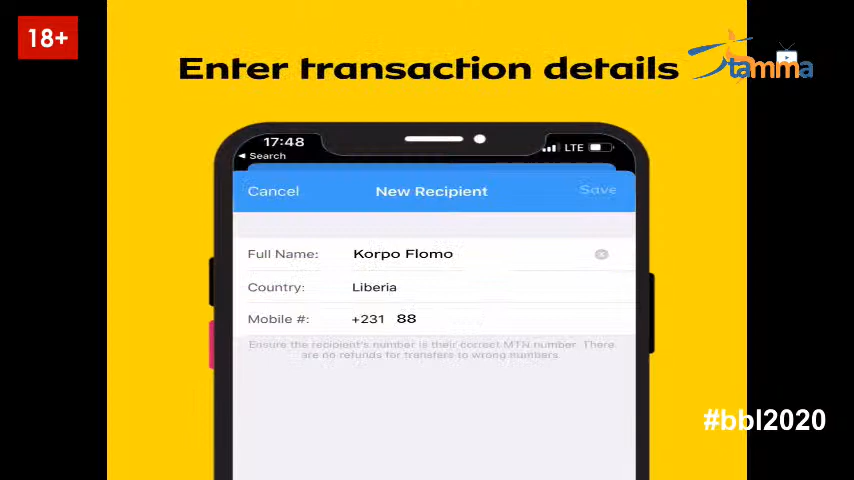 18+
Enter transaction details
tamma
17:48
LTE
◄ Search
Cancel
New Recipient
Save
Full Name: Korpo Flomo
Country: Liberia
Mobile #: +231 88
Ensure the recipient's number is their correct MTN number. There
are no refunds for transfers to wrong numbers.
#bbl2020